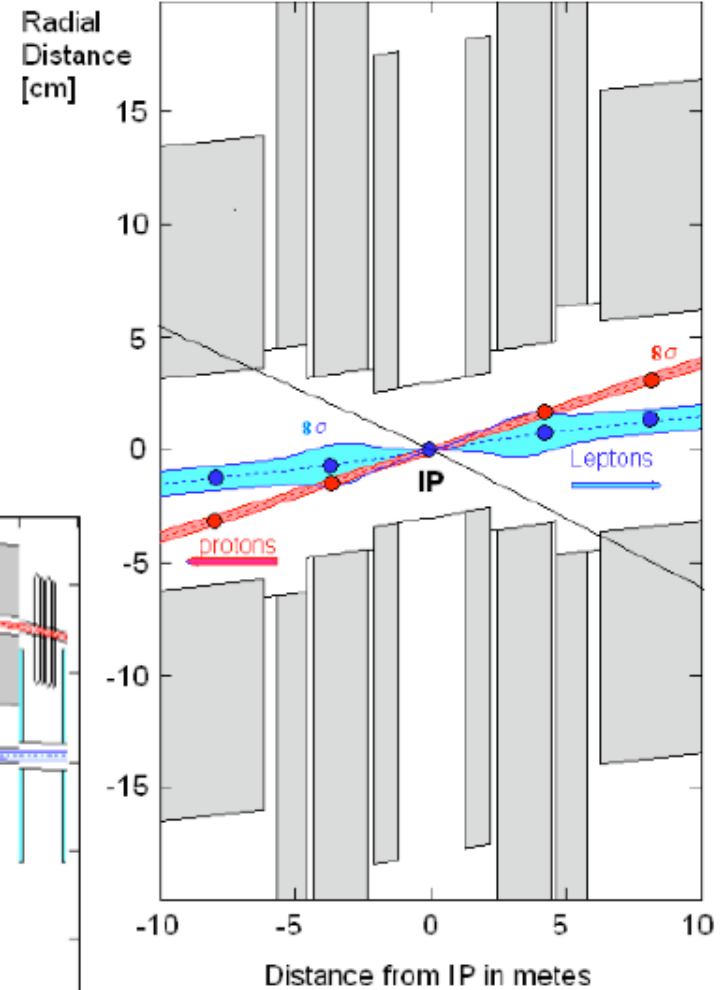 Radial
Distance
[cm]
15
10
5
0
-5
-10
-15
8σ
8σ
IP
Leptons
protons
-10 -5 0 5 10
Distance from IP in metes